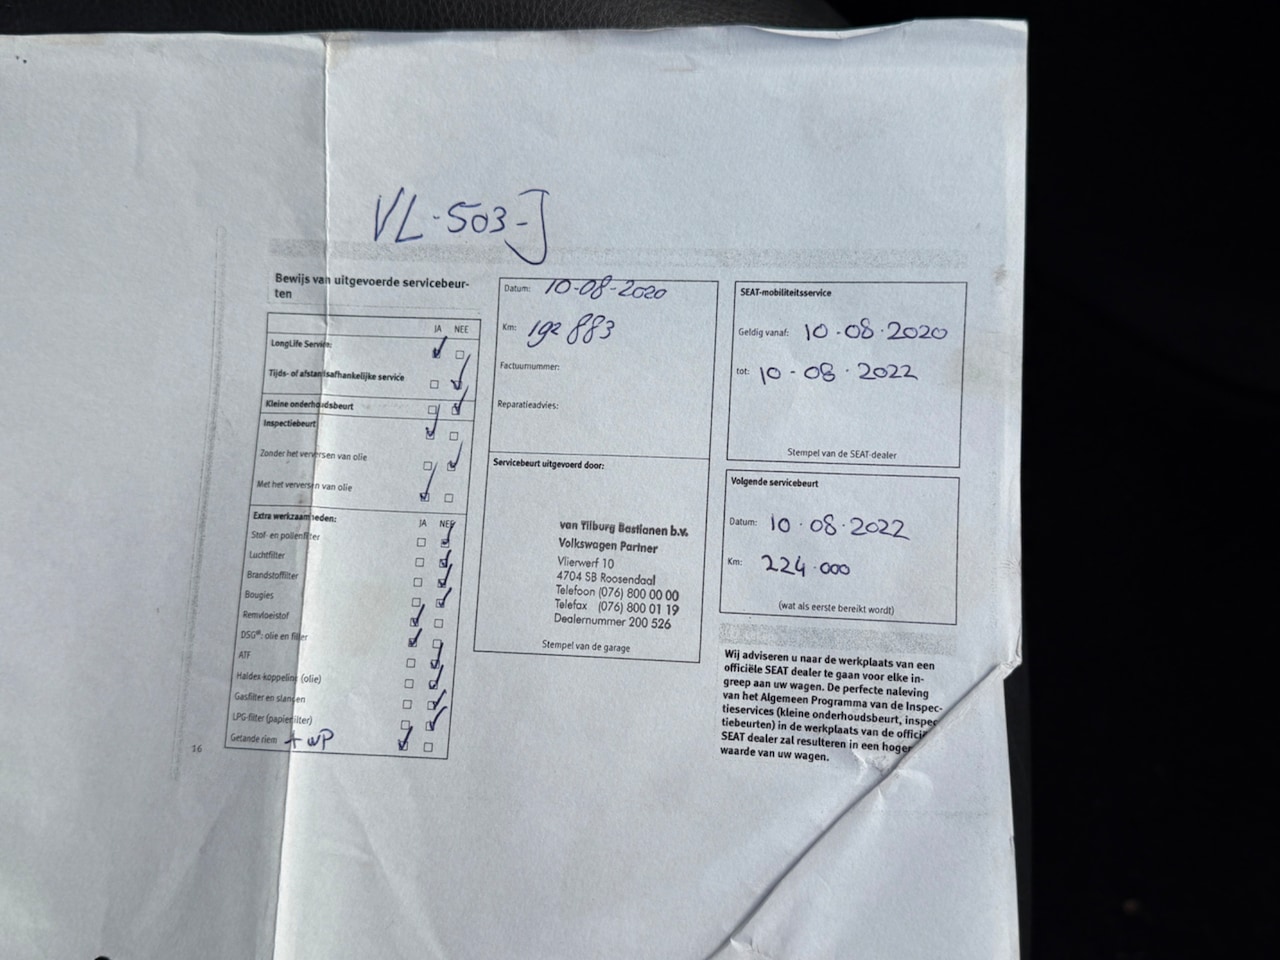 VL-503-J
Bewijs van uitgevoerde servicebeur-
ten
JA NEE
LongLife Service:
Tijds- of afstandsafhankelijke service
Kleine onderhoudsbeurt
Inspectiebeurt
Zonder het verversen van olie
Met het verversen van olie
Extra werkzaamheden: JA NEE
Stof- en pollenfilter
Luchtfilter
Brandstoffilter
Bougies
Remvloeistof
DSG®: olie en filter
ATF
Haldex-koppeling (olie)
Gasfilter en slangen
LPG-filter (papierfilter)
Getande riem + WP
16
Datum: 10-08-2020
Km: 192 883
Factuurnummer:
Reparatieadvies:
Servicebeurt uitgevoerd door:
van Tilburg Bastianen b.v.
Volkswagen Partner
Vlierwerf 10
4704 SB Roosendaal
Telefoon (076) 800 00 00
Telefax (076) 800 01 19
Dealernummer 200 526
Stempel van de garage
SEAT-mobiliteitsservice
Geldig vanaf: 10-08-2020
tot: 10-08-2022
Stempel van de SEAT-dealer
Volgende servicebeurt
Datum: 10-08-2022
Km: 224.000
(wat als eerste bereikt wordt)
Wij adviseren u naar de werkplaats van een
officiële SEAT dealer te gaan voor elke in-
greep aan uw wagen. De perfecte naleving
van het Algemeen Programma van de Inspec-
tieservices (kleine onderhoudsbeurt, inspec
tiebeurten) in de werkplaats van de offici
SEAT dealer zal resulteren in een hoger
waarde van uw wagen.